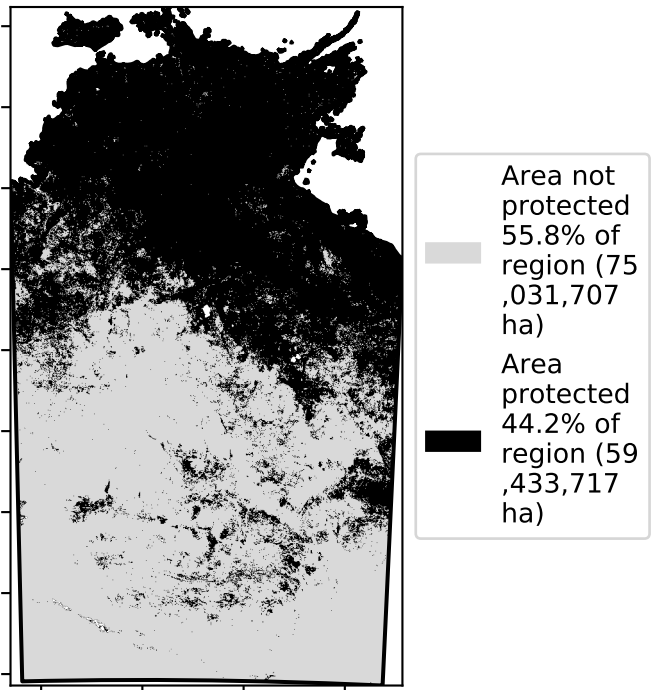 Area not
protected
55.8% of
region (75
,031,707
ha)
Area
protected
44.2% of
region (59
,433,717
ha)